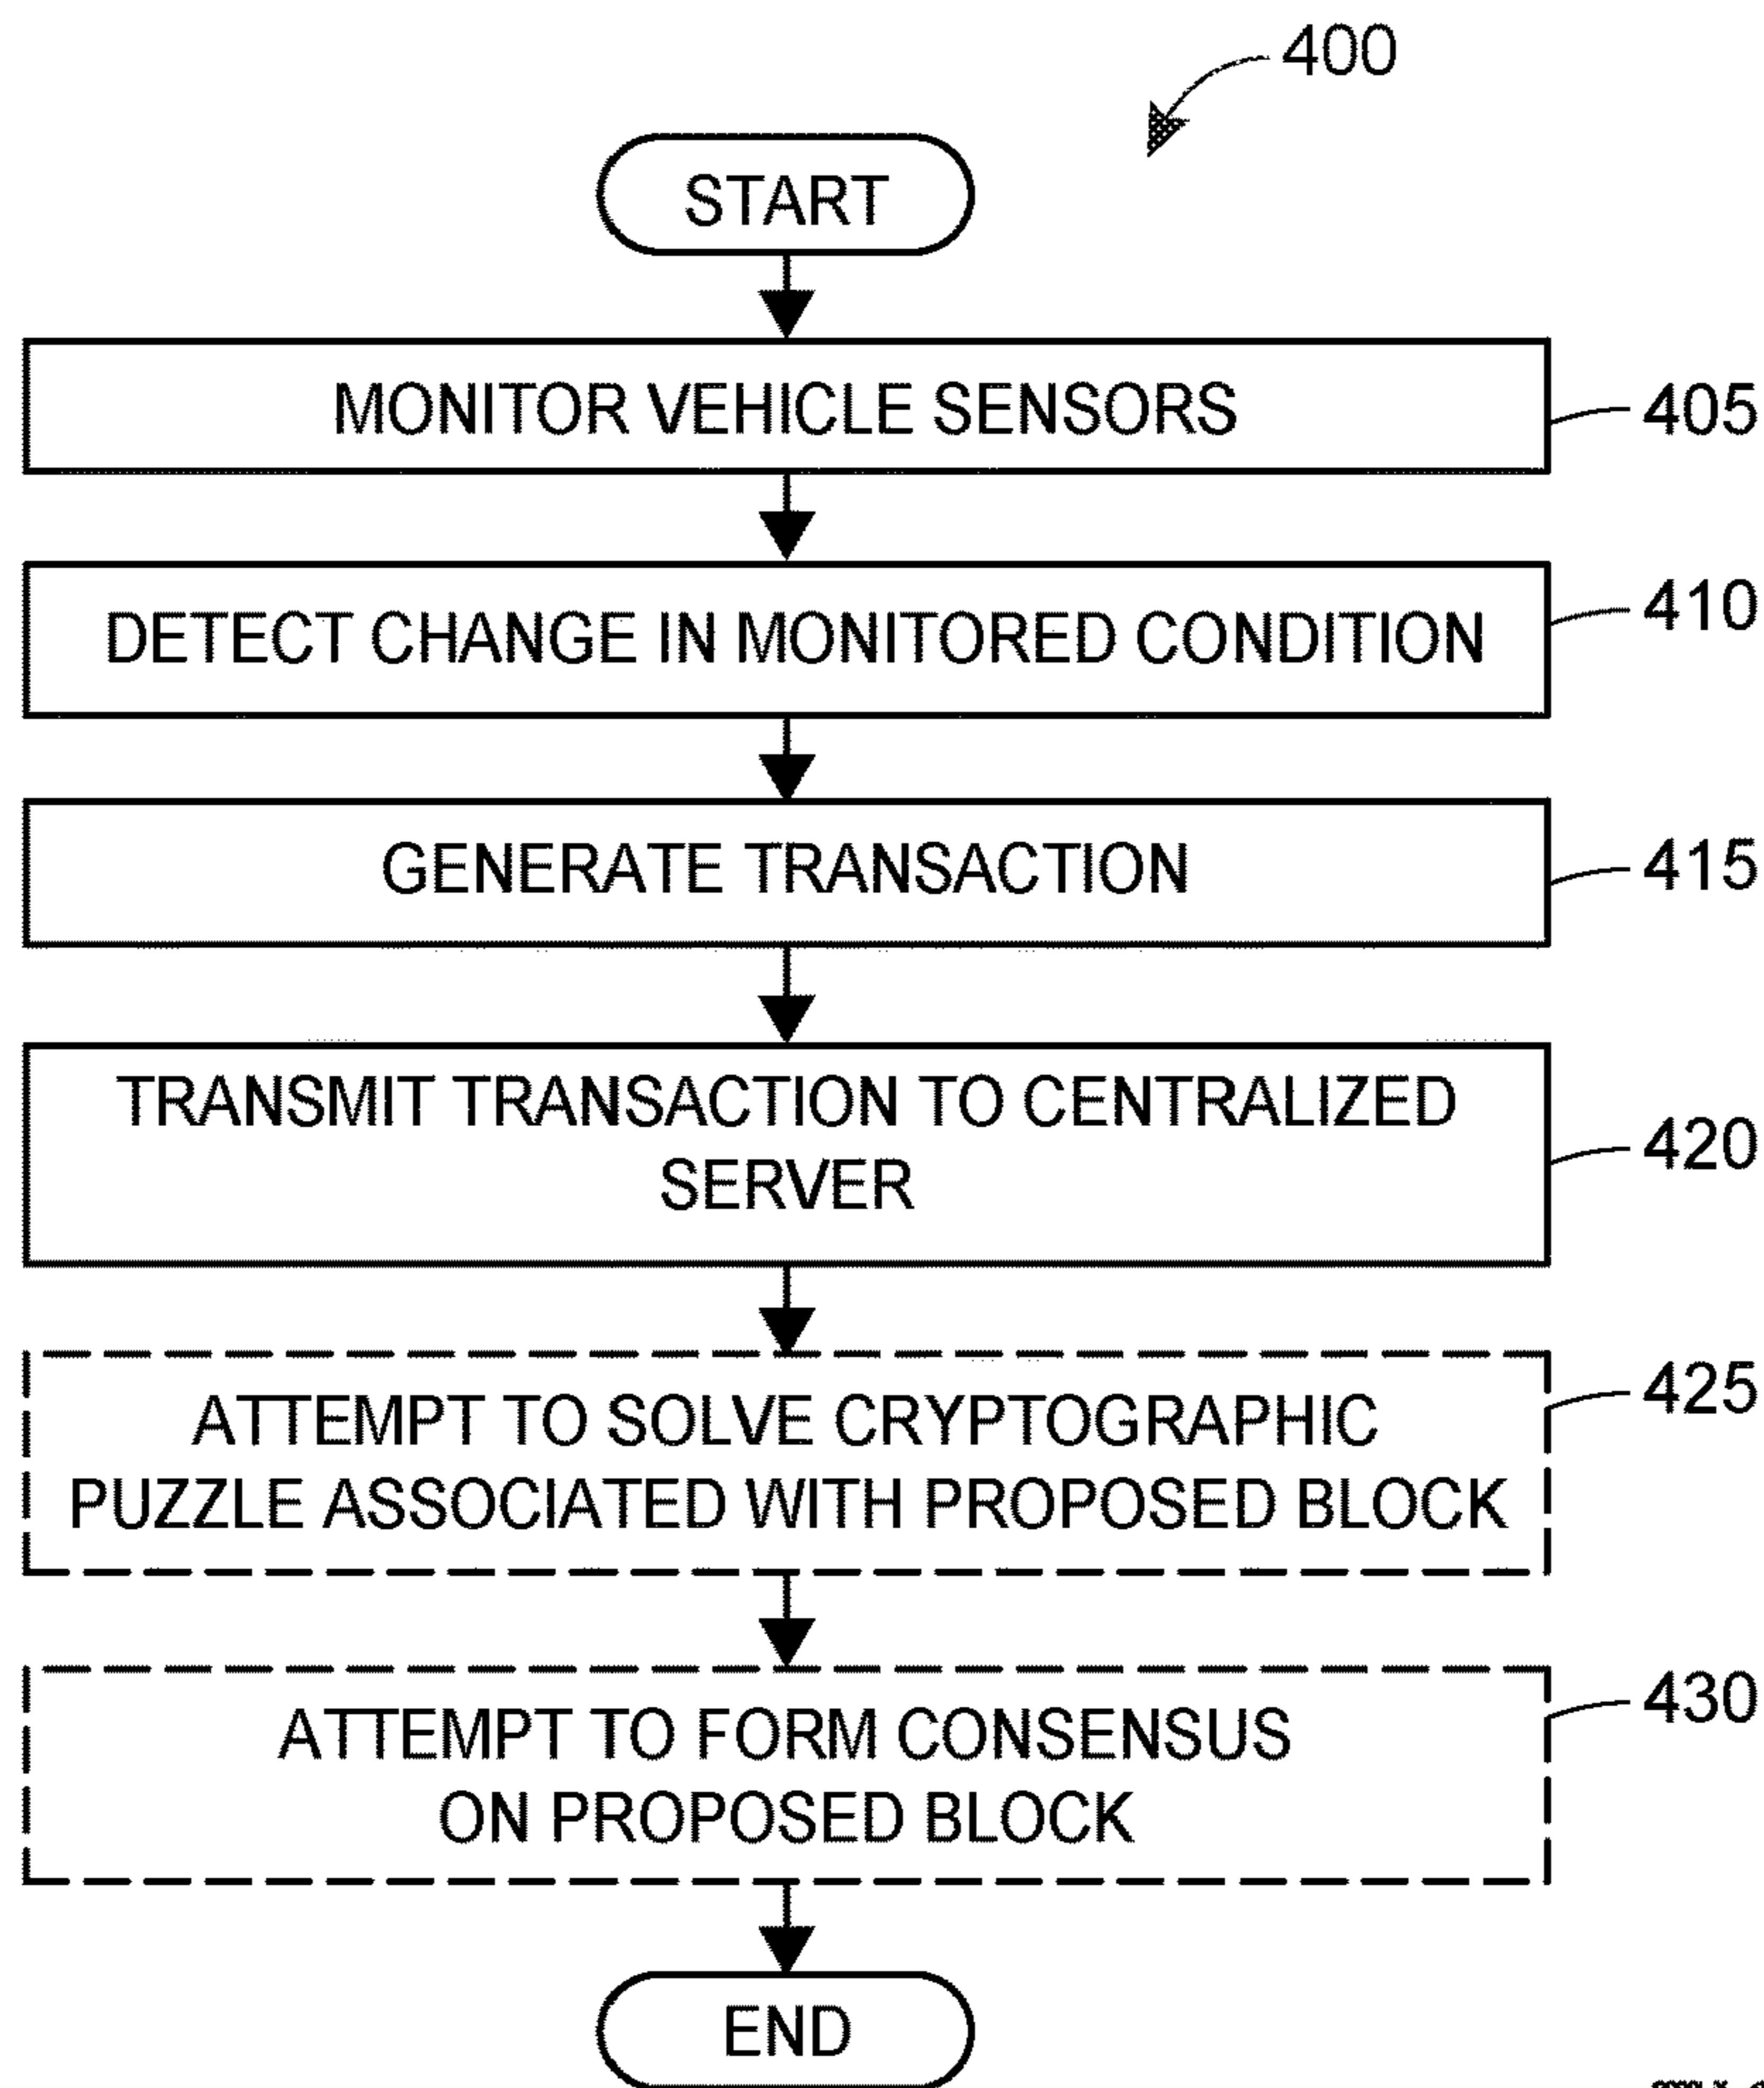 400
START
MONITOR VEHICLE SENSORS
405
DETECT CHANGE IN MONITORED CONDITION
410
GENERATE TRANSACTION
415
TRANSMIT TRANSACTION TO CENTRALIZED
SERVER
420
ATTEMPT TO SOLVE CRYPTOGRAPHIC
PUZZLE ASSOCIATED WITH PROPOSED BLOCK
425
ATTEMPT TO FORM CONSENSUS
ON PROPOSED BLOCK
430
END